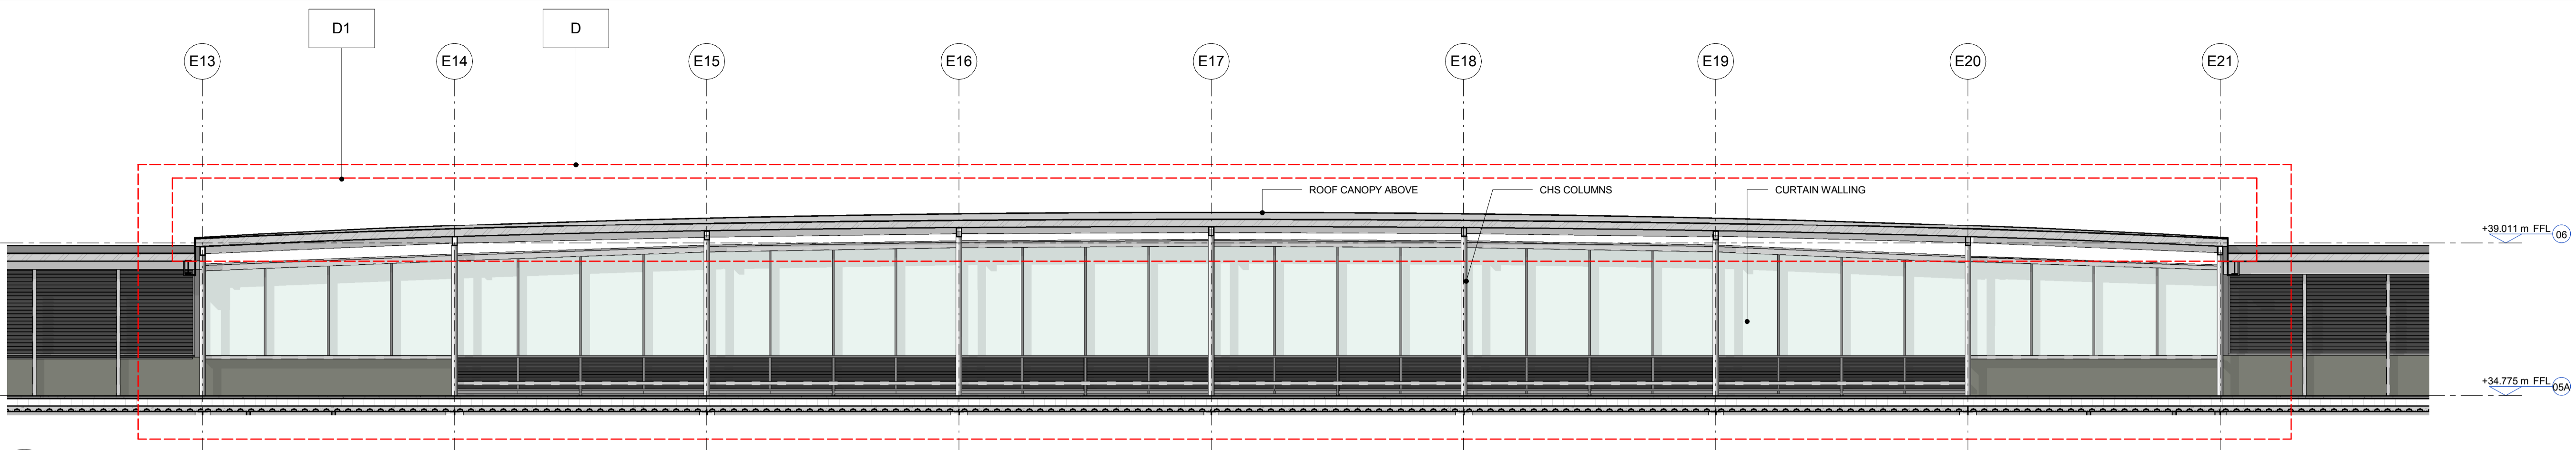 D1
D
E13
E14
E15
E16
E17
E18
E19
E20
E21
ROOF CANOPY ABOVE
CHS COLUMNS
CURTAIN WALLING
+39.011 m FFL
06
+34.775 m FFL
05A